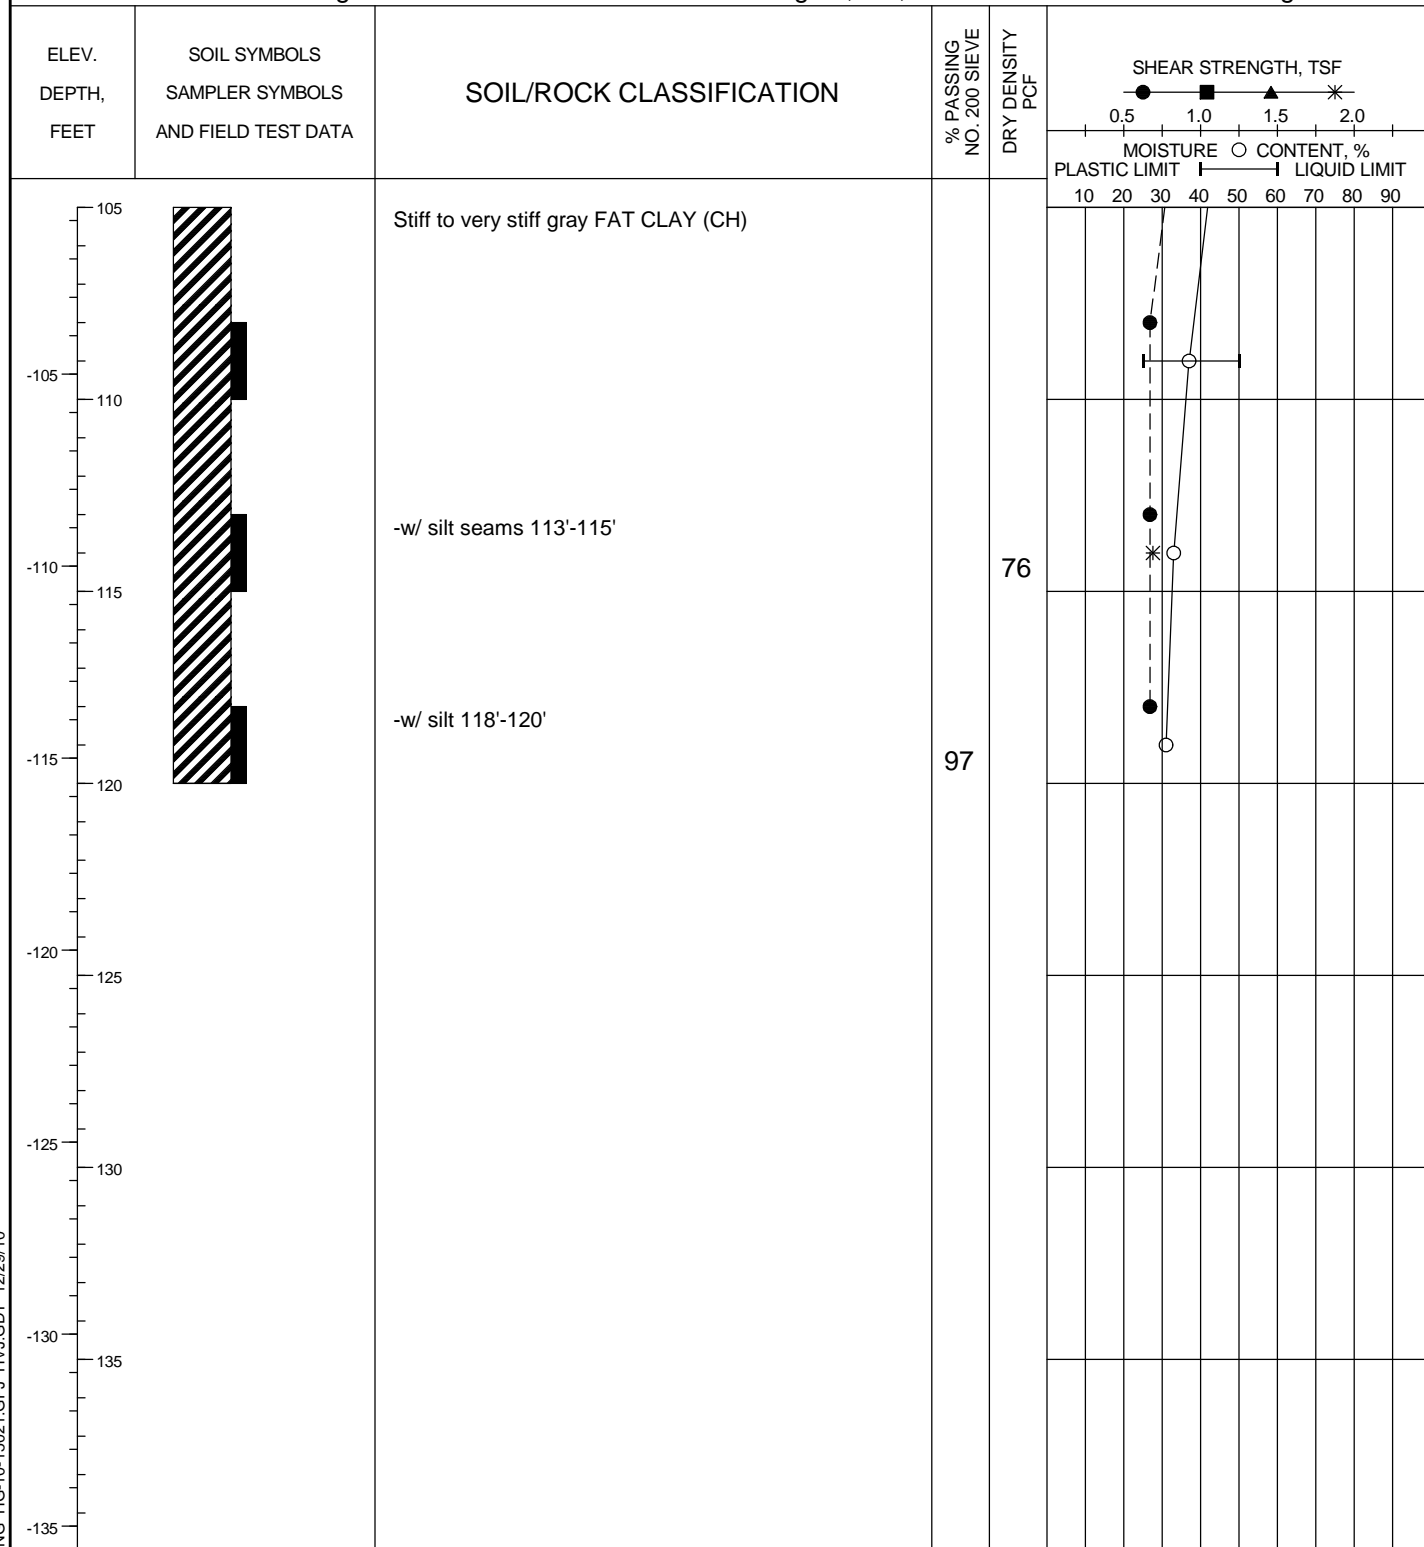 ELEV.
DEPTH,
FEET
SOIL SYMBOLS
SAMPLER SYMBOLS
AND FIELD TEST DATA
SOIL/ROCK CLASSIFICATION
% PASSING
NO. 200 SIEVE
DRY DENSITY
PCF
SHEAR STRENGTH, TSF
0.5 1.0 1.5 2.0
MOISTURE CONTENT, %
PLASTIC LIMIT LIQUID LIMIT
10 20 30 40 50 60 70 80 90
105
Stiff to very stiff gray FAT CLAY (CH)
-105
110
-w/ silt seams 113'-115'
-110
76
115
-w/ silt 118'-120'
-115
97
120
-120
125
-125
130
-130
135
-135